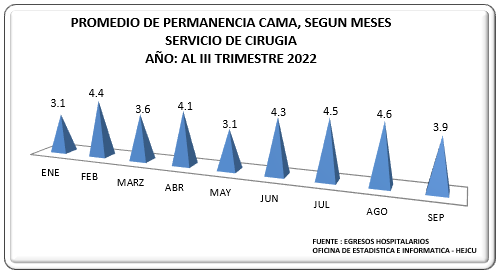 PROMEDIO DE PERMANENCIA CAMA, SEGUN MESES
SERVICIO DE CIRUGIA
AÑO: AL III TRIMESTRE 2022
3.1
4.4
3.6
4.1
3.1
4.3
4.5
4.6
3.9
ENE
FEB
MARZ
ABR
MAY
JUN
JUL
AGO
SEP
FUENTE : EGRESOS HOSPITALARIOS
OFICINA DE ESTADISTICA E INFORMATICA - HEJCU